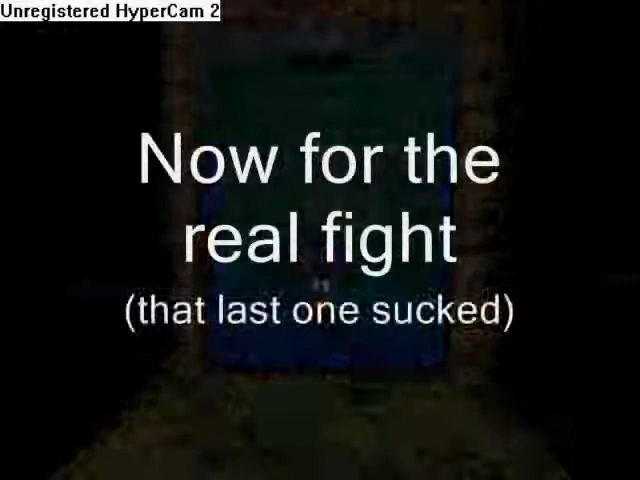 Unregistered HyperCam 2
Now for the
real fight
(that last one sucked)